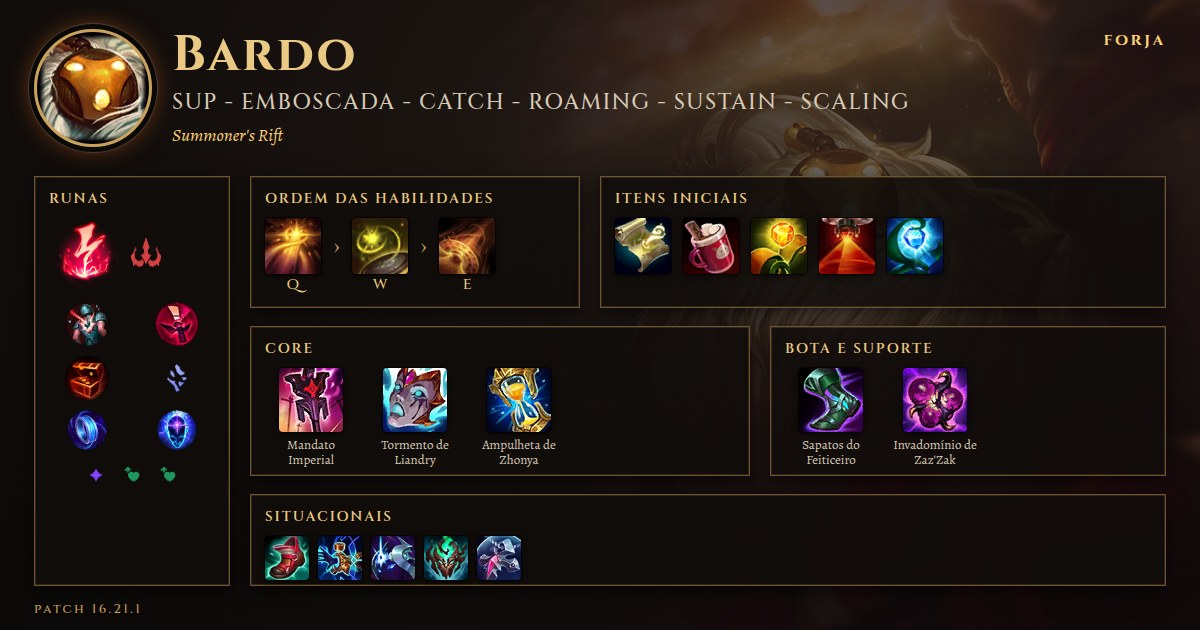 BARDO
FORJA
SUP - EMBOSCADA - CATCH - ROAMING - SUSTAIN - SCALING
Summoner's Rift
RUNAS
ORDEM DAS HABILIDADES
Q
W
E
ITENS INICIAIS
CORE
Mandato
Imperial
Tormento de
Liandry
Ampulheta de
Zhonya
BOTA E SUPORTE
Sapatos do
Feiticeiro
Invadomínio de
Zaz'Zak
SITUACIONAIS
PATCH 16.21.1